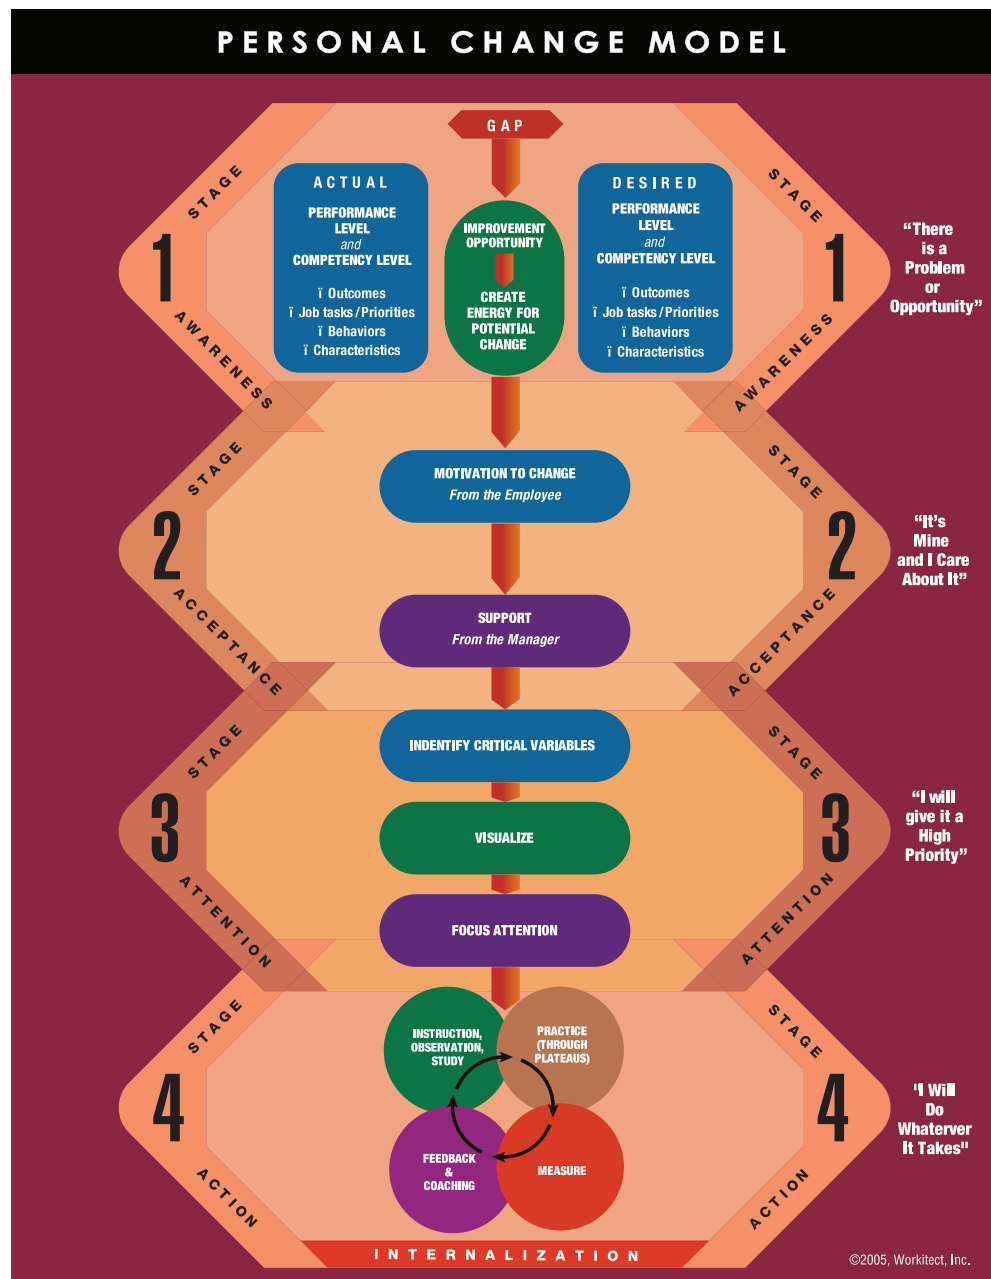 PERSONAL CHANGE MODEL
GAP
STAGE
1
AWARENESS
ACTUAL
PERFORMANCE
LEVEL
and
COMPETENCY LEVEL
ï Outcomes
ï Job tasks/Priorities
ï Behaviors
ï Characteristics
IMPROVEMENT
OPPORTUNITY
CREATE
ENERGY FOR
POTENTIAL
CHANGE
DESIRED
PERFORMANCE
LEVEL
and
COMPETENCY LEVEL
ï Outcomes
ï Job tasks/Priorities
ï Behaviors
ï Characteristics
STAGE
1
AWARENESS
“There
is a
Problem
or
Opportunity”
STAGE
2
ACCEPTANCE
MOTIVATION TO CHANGE
From the Employee
SUPPORT
From the Manager
STAGE
2
ACCEPTANCE
“It’s
Mine
and I Care
About It”
STAGE
3
ATTENTION
INDENTIFY CRITICAL VARIABLES
VISUALIZE
FOCUS ATTENTION
STAGE
3
ATTENTION
“I will
give it a
High
Priority”
STAGE
4
ACTION
INSTRUCTION,
OBSERVATION,
STUDY
PRACTICE
(THROUGH
PLATEAUS)
FEEDBACK
&
COACHING
MEASURE
STAGE
4
ACTION
"I Will
Do
Whaterver
It Takes"
INTERNALIZATION
©2005, Workitect, Inc.